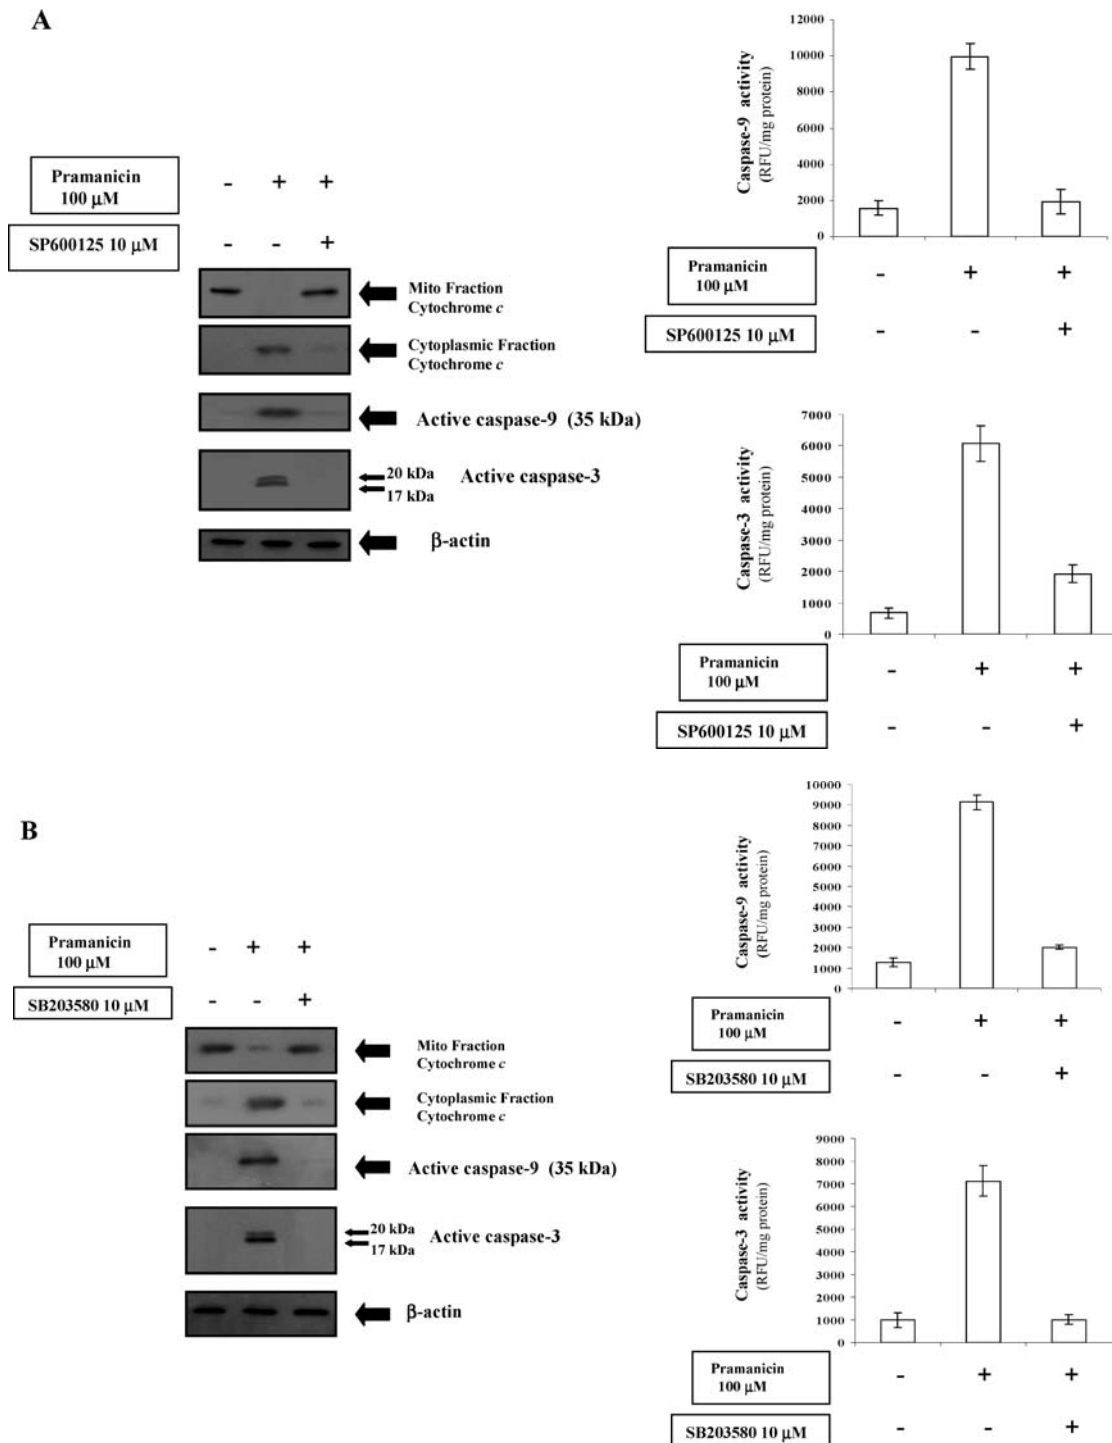 A
Pramanicin
100 μM
- + +
SP600125 10 μM
- - +
Mito Fraction
Cytochrome c
Cytoplasmic Fraction
Cytochrome c
Active caspase-9 (35 kDa)
20 kDa
Active caspase-3
17 kDa
β-actin
Caspase-9 activity
(RFU/mg protein)
12000
10000
8000
6000
4000
2000
0
Pramanicin
100 μM
- + +
SP600125 10 μM
- - +
Caspase-3 activity
(RFU/mg protein)
7000
6000
5000
4000
3000
2000
1000
0
Pramanicin
100 μM
- + +
SP600125 10 μM
- - +
B
Pramanicin
100 μM
- + +
SB203580 10 μM
- - +
Mito Fraction
Cytochrome c
Cytoplasmic Fraction
Cytochrome c
Active caspase-9 (35 kDa)
20 kDa
Active caspase-3
17 kDa
β-actin
Caspase-9 activity
(RFU/mg protein)
10000
9000
8000
7000
6000
5000
4000
3000
2000
1000
0
Pramanicin
100 μM
- + +
SB203580 10 μM
- - +
Caspase-3 activity
(RFU/mg protein)
9000
8000
7000
6000
5000
4000
3000
2000
1000
0
Pramanicin
100 μM
- + +
SB203580 10 μM
- - +